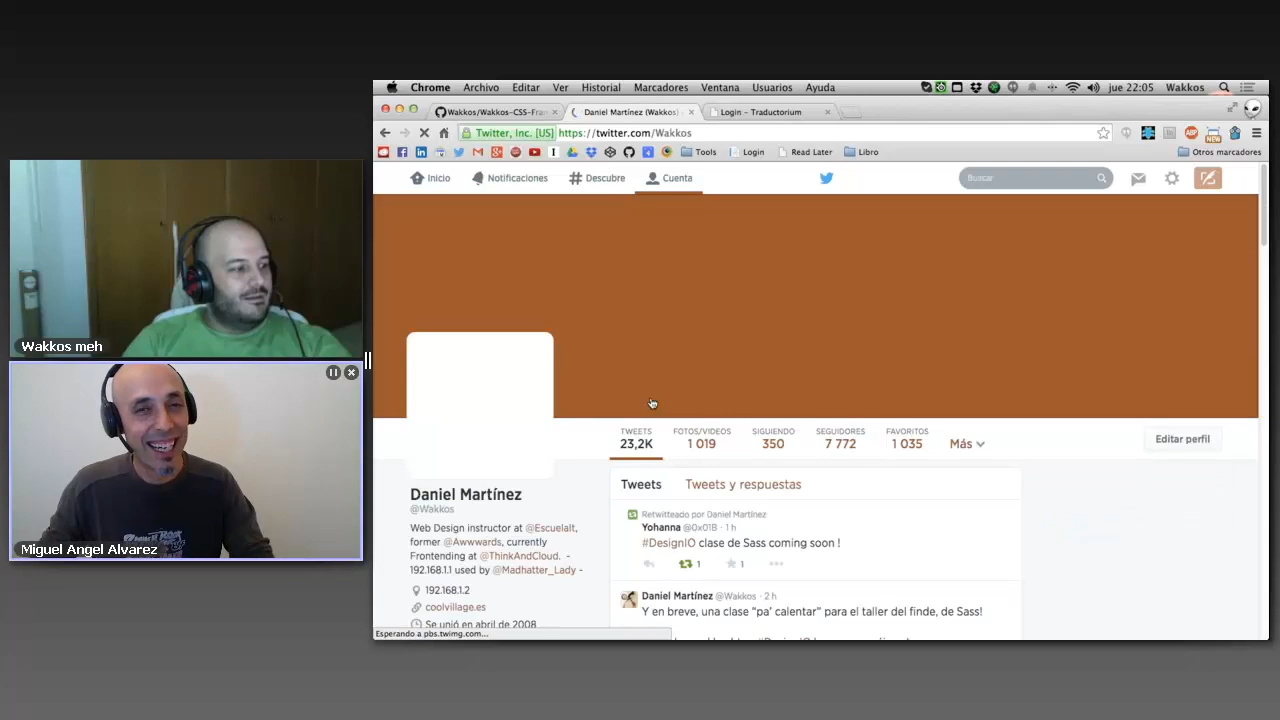 Chrome Archivo Editar Ver Historial Marcadores Ventana Usuarios Ayuda jue 22:05 Wakkos
Wakkos/Wakkos-CSS-Fra Daniel Martínez (Wakkos) Login - Traductorium
Twitter, Inc. [US] https://twitter.com/Wakkos
Tools Login Read Later Libro Otros marcadores
Inicio Notificaciones Descubre Cuenta Buscar
TWEETS FOTOS/VIDEOS SIGUIENDO SEGUIDORES FAVORITOS
23,2K 1 019 350 7 772 1 035 Más Editar perfil
Daniel Martínez
@Wakkos
Web Design instructor at @EscuelaIt,
former @Awwwards, currently
Frontending at @ThinkAndCloud. -
192.168.1.1 used by @Madhatter_Lady -
192.168.1.2
coolvillage.es
Se unió en abril de 2008
Tweets Tweets y respuestas
Retwitteado por Daniel Martínez
Yohanna @0x01B · 1 h
#DesignIO clase de Sass coming soon !
1 1
Daniel Martínez @Wakkos · 2 h
Y en breve, una clase "pa' calentar" para el taller del finde, de Sass!
Esperando a pbs.twimg.com...
Wakkos meh
Miguel Angel Alvarez